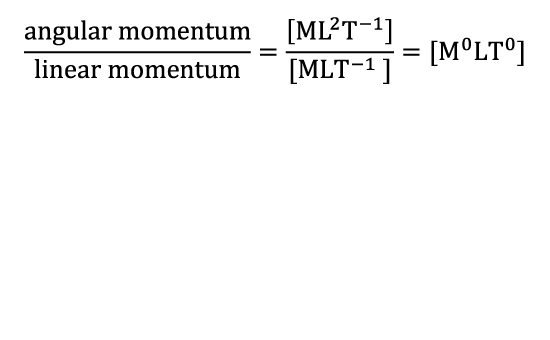 angular momentum / linear momentum = [ML²T⁻¹] / [MLT⁻¹ ] = [M⁰LT⁰]